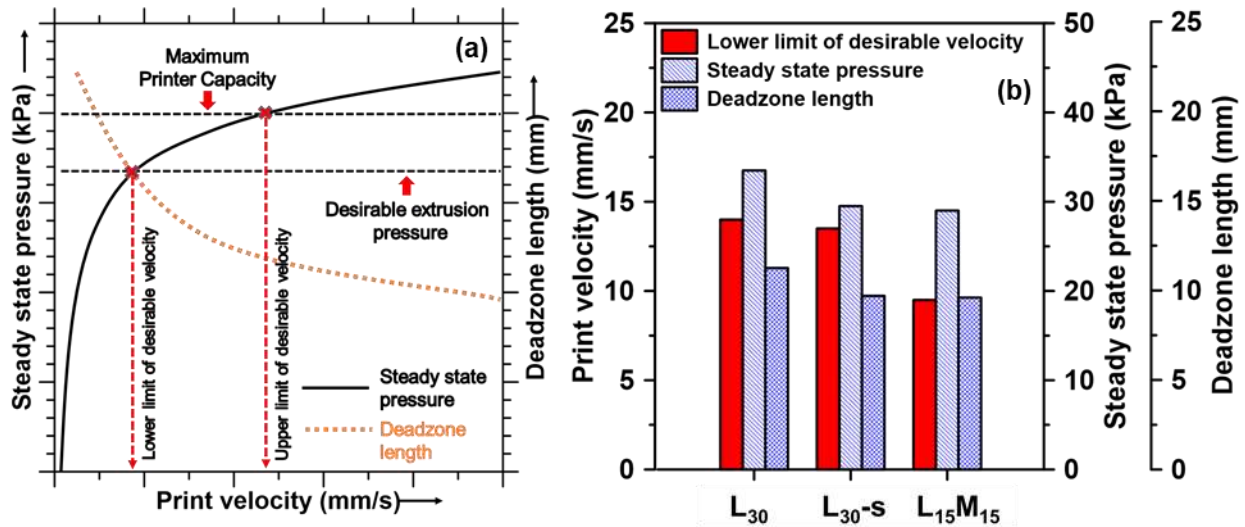 (a)
Maximum
Printer Capacity
Desirable extrusion
pressure
Lower limit of desirable velocity
Upper limit of desirable velocity
Steady state
pressure
Deadzone
length
Steady state pressure (kPa)
Deadzone length (mm)
Print velocity (mm/s)
(b)
Lower limit of desirable velocity
Steady state pressure
Deadzone length
Print velocity (mm/s)
25
20
15
10
5
0
50
40
30
20
10
0
Steady state pressure (kPa)
25
20
15
10
5
0
Deadzone length (mm)
L30 L30-s L15M15